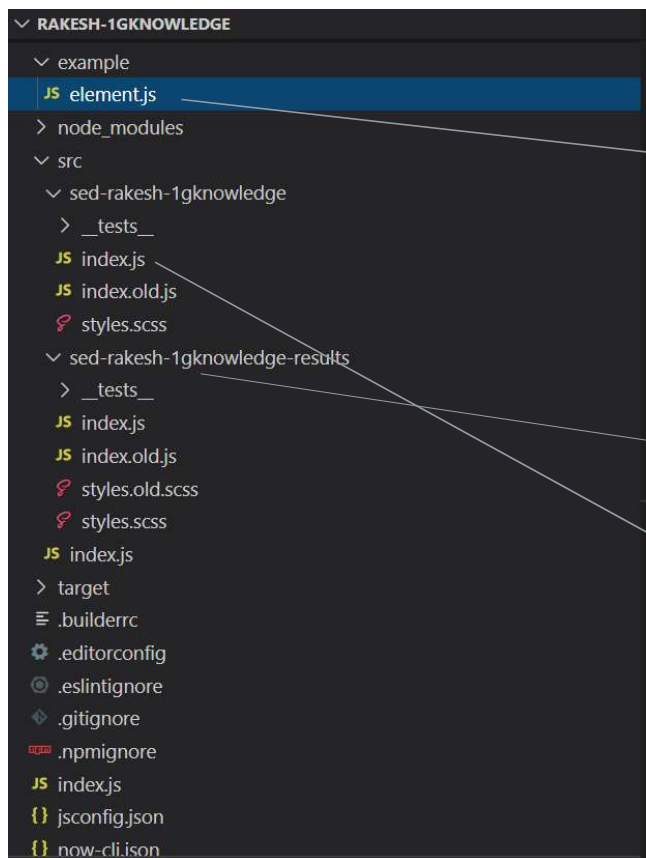 RAKESH-1GKNOWLEDGE
example
JS element.js
node_modules
src
sed-rakesh-1gknowledge
__tests__
JS index.js
JS index.old.js
styles.scss
sed-rakesh-1gknowledge-results
__tests__
JS index.js
JS index.old.js
styles.old.scss
styles.scss
JS index.js
target
.builderrc
.editorconfig
.eslintignore
.gitignore
npm .npmignore
JS index.js
{} jsconfig.json
{} now-cli.json